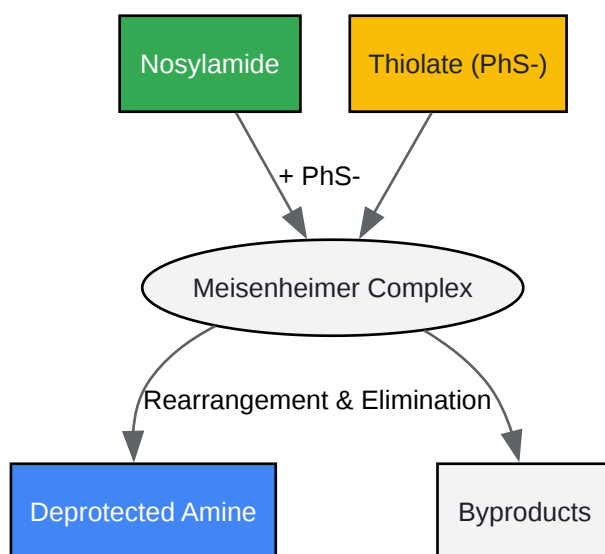 Nosylamide
Thiolate (PhS-)
+ PhS-
Meisenheimer Complex
Rearrangement & Elimination
Deprotected Amine
Byproducts